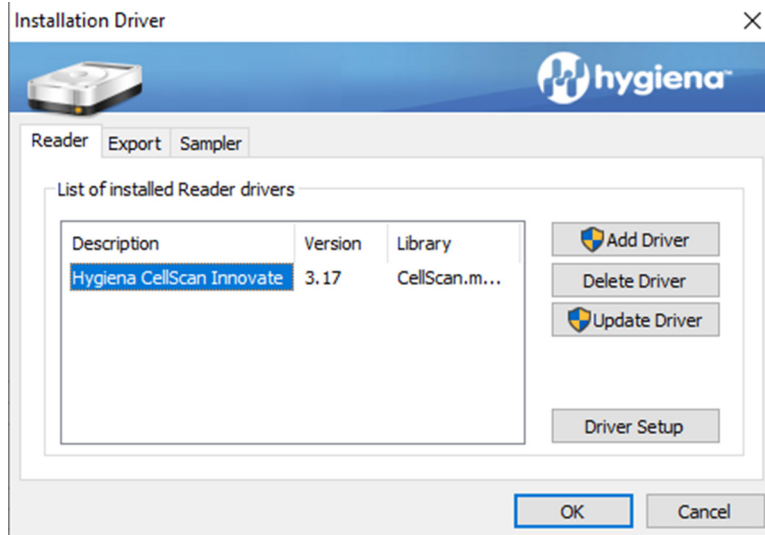 Installation Driver
hygiena™
Reader Export Sampler
List of installed Reader drivers
Description Version Library
Hygiena CellScan Innovate 3.17 CellScan.m...
Add Driver
Delete Driver
Update Driver
Driver Setup
OK Cancel